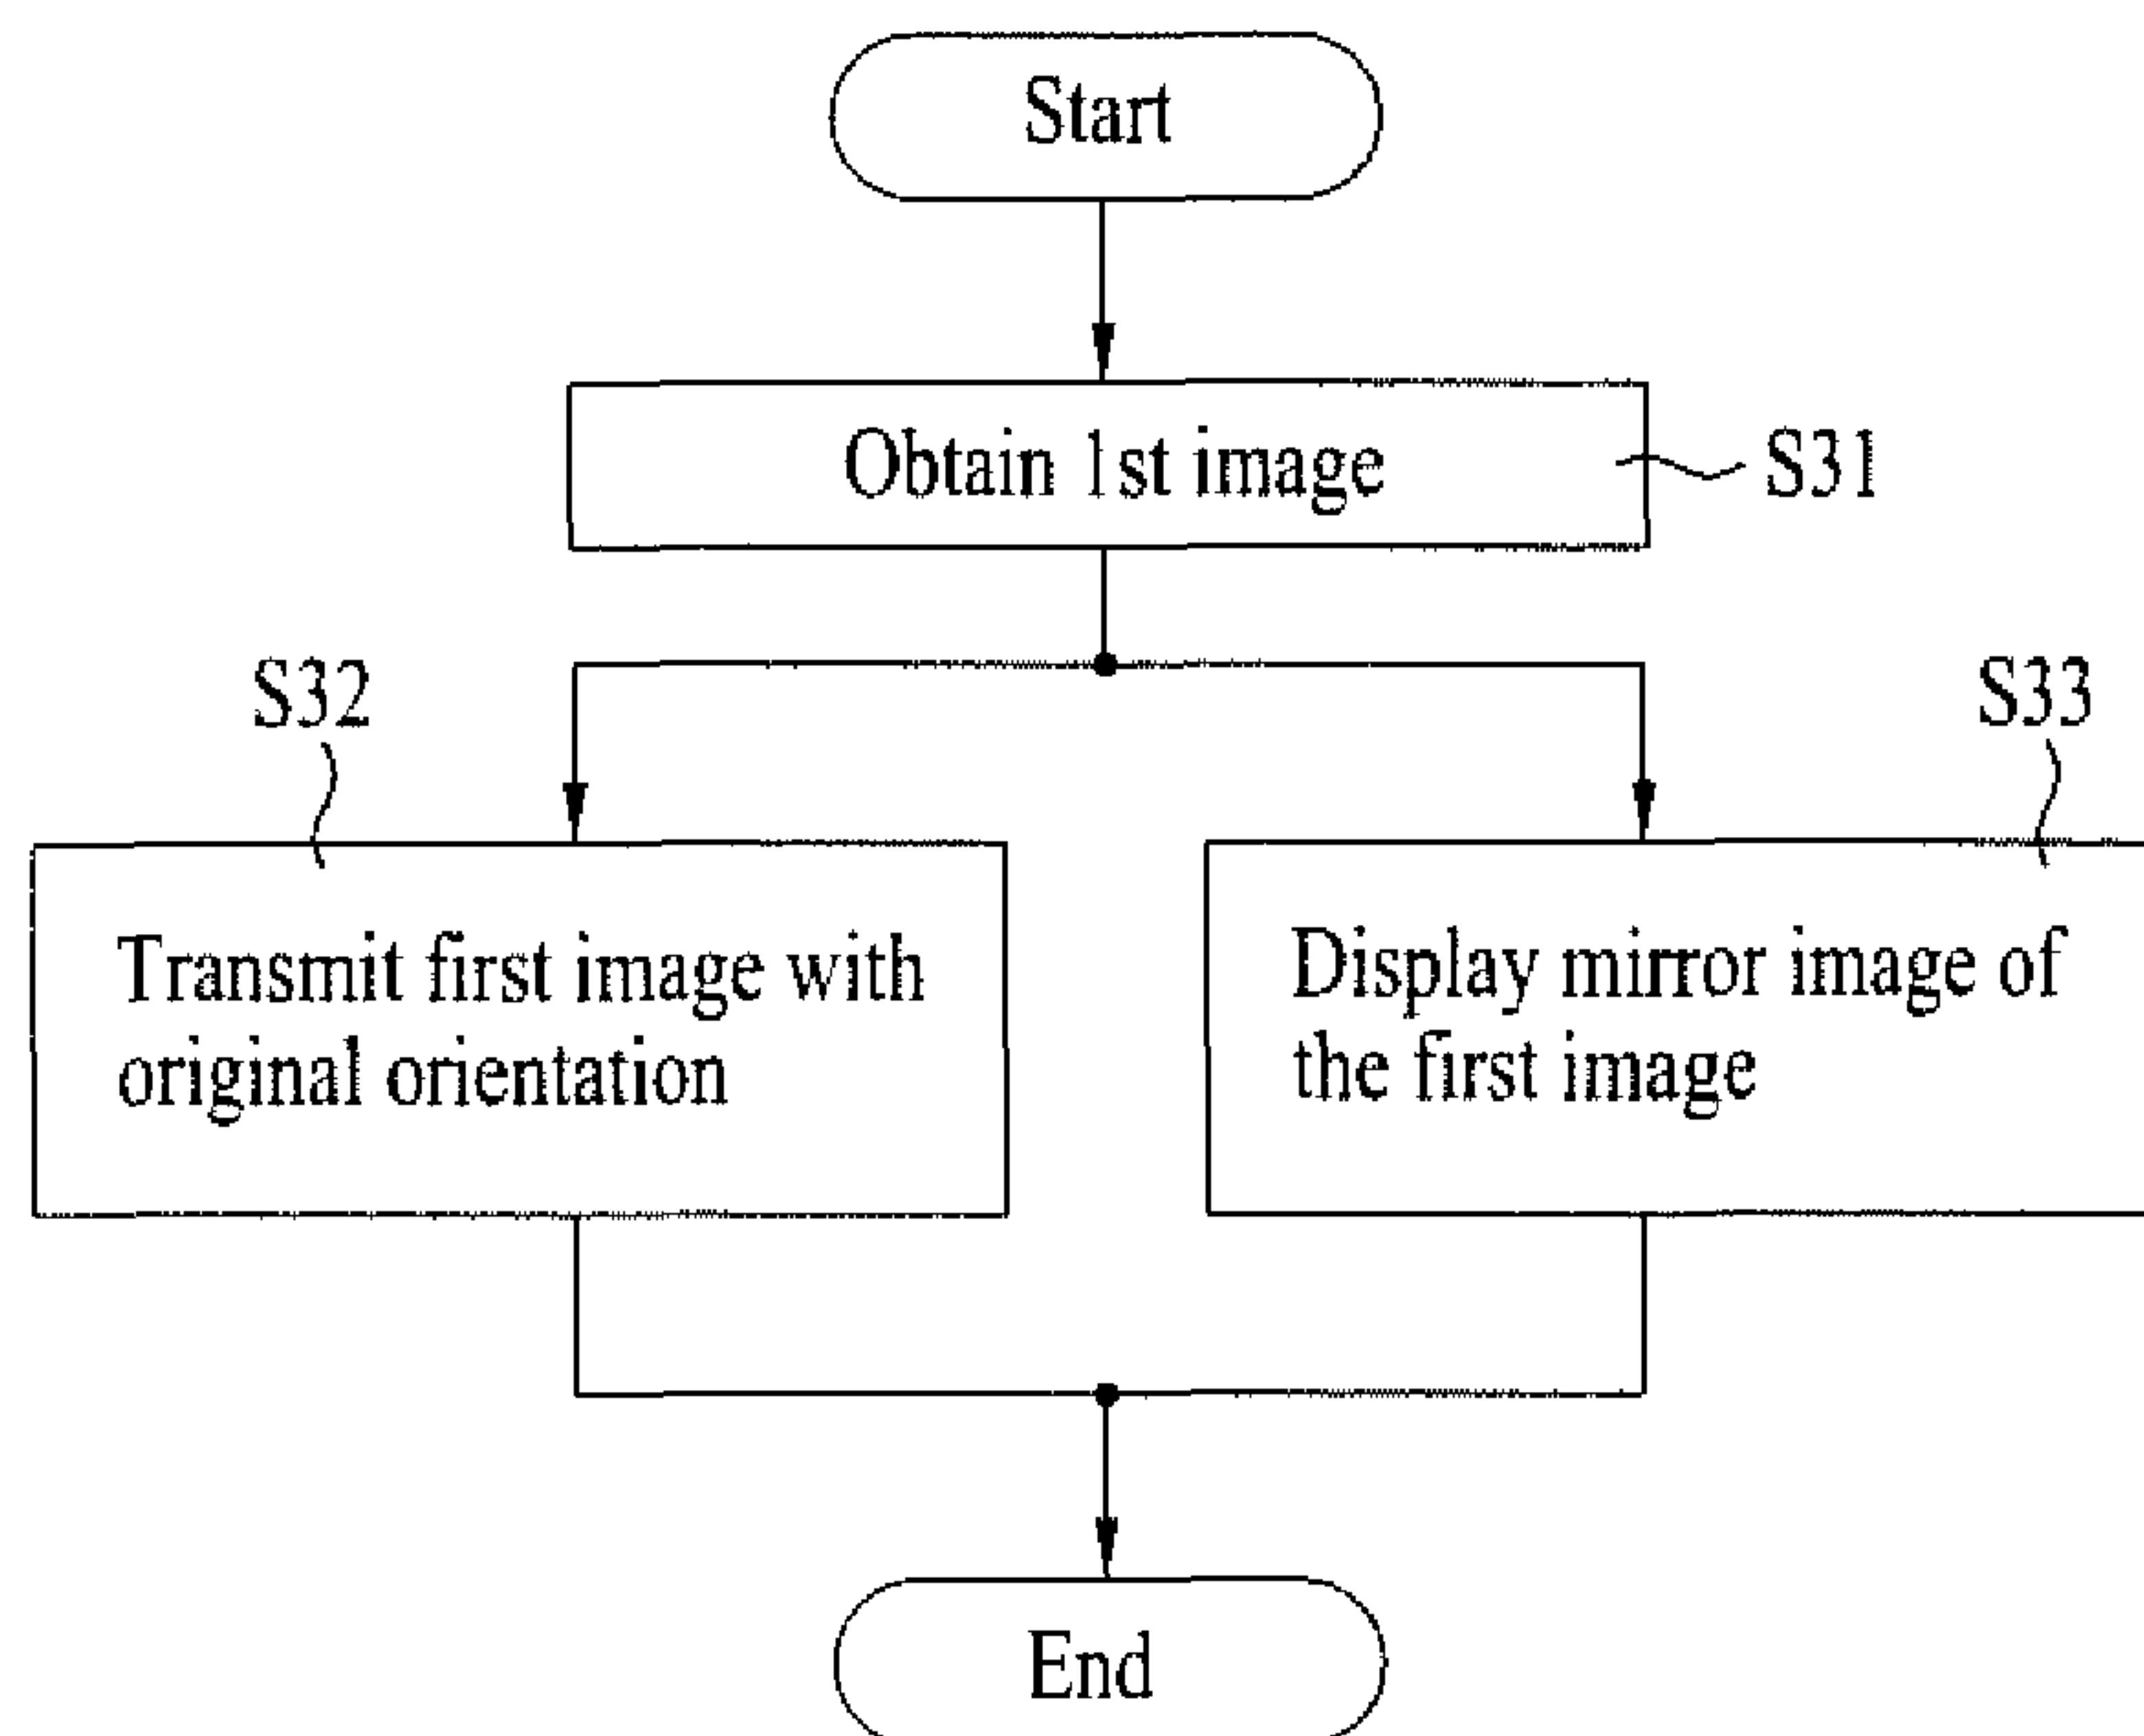 Start
Obtain 1st image
S31
S32
S33
Transmit first image with
original orientation
Display mirror image of
the first image
End